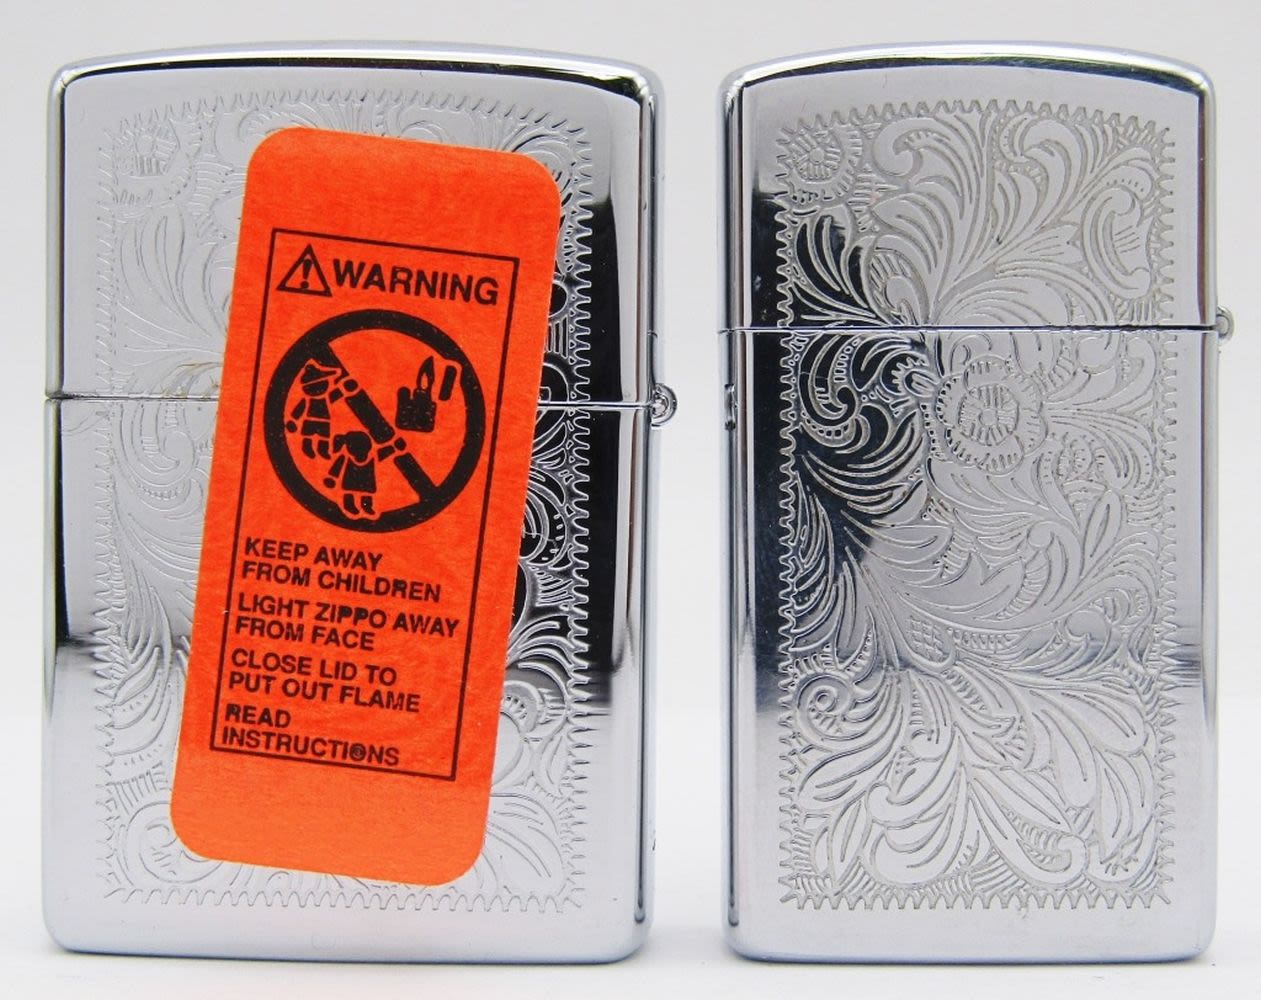 WARNING
KEEP AWAY
FROM CHILDREN
LIGHT ZIPPO AWAY
FROM FACE
CLOSE LID TO
PUT OUT FLAME
READ
INSTRUCTIONS